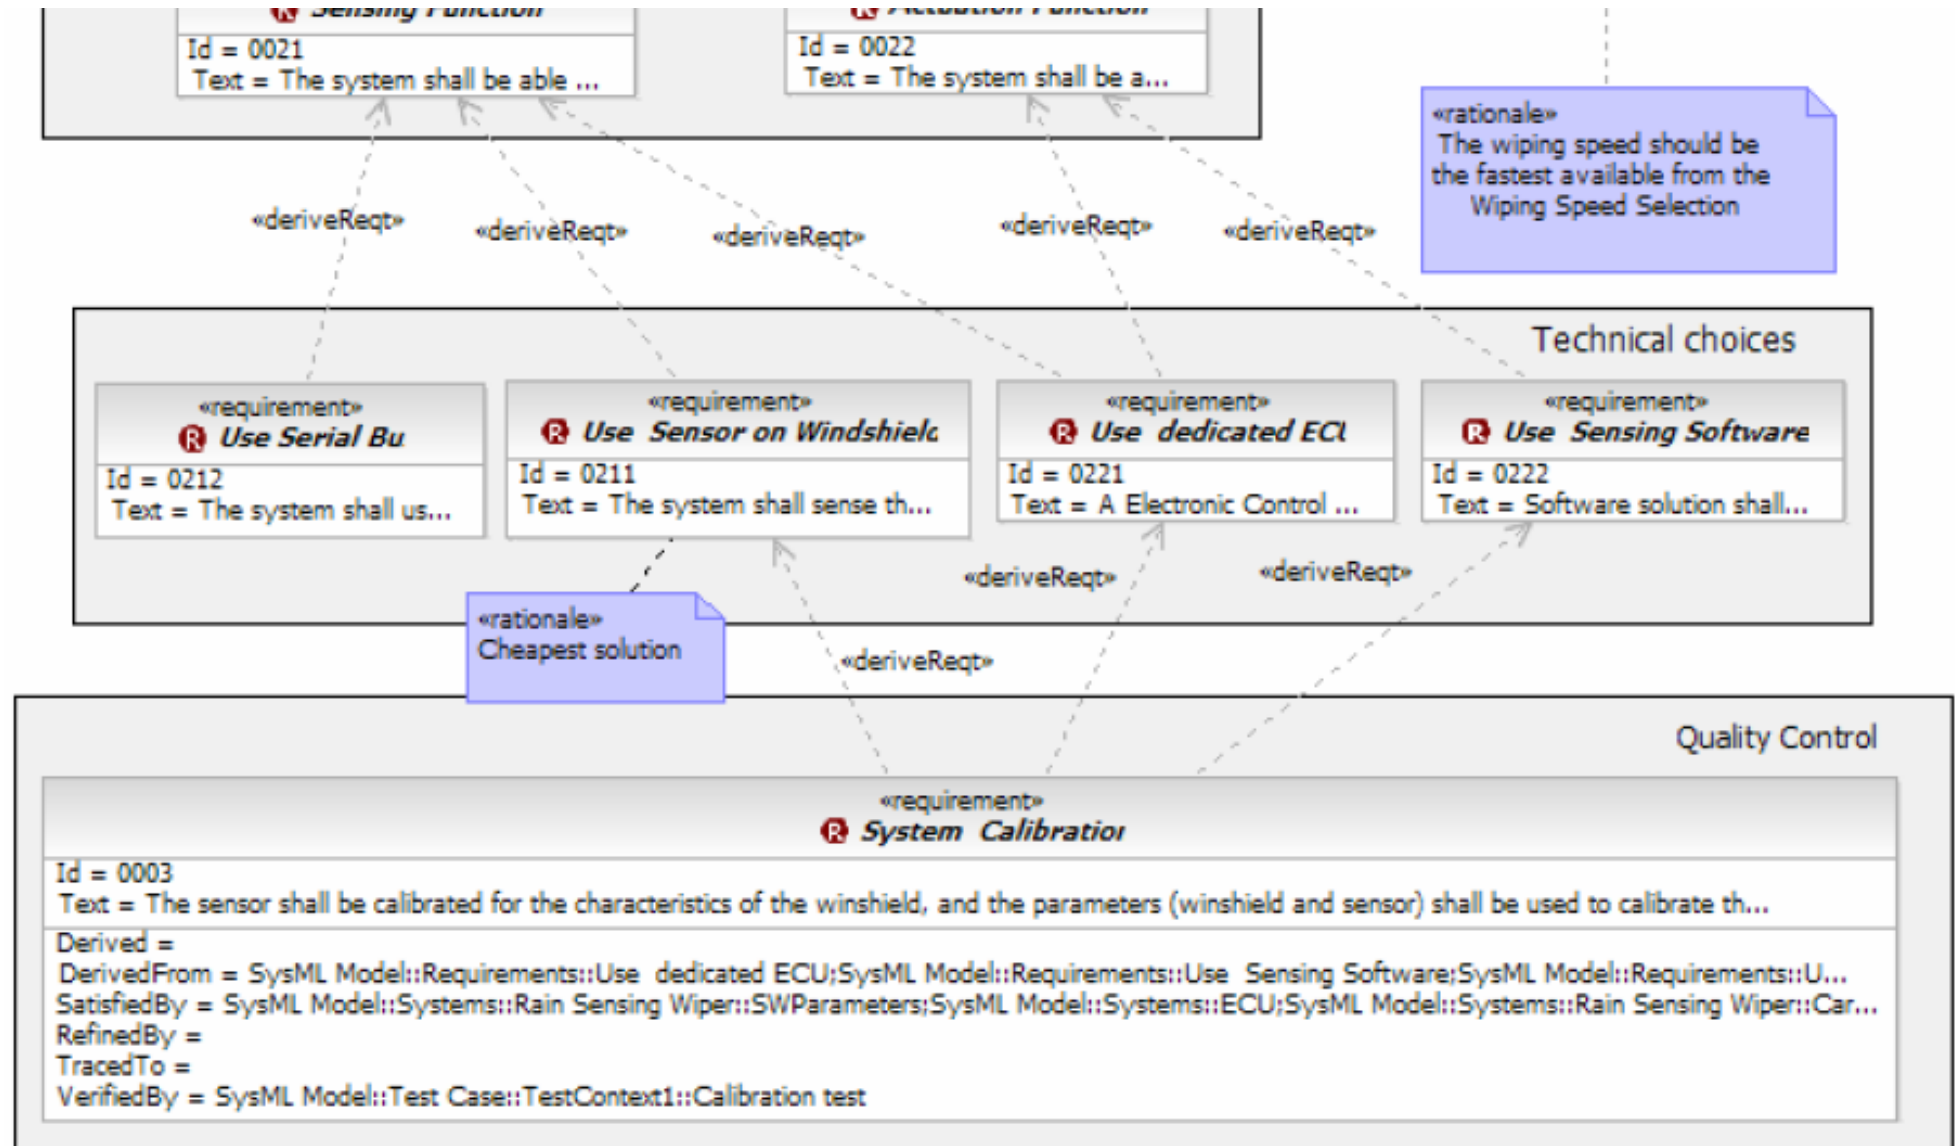 Sensing Function
Id = 0021
Text = The system shall be able ...
Actuation Function
Id = 0022
Text = The system shall be a...
«rationale»
The wiping speed should be
the fastest available from the
Wiping Speed Selection
«deriveReqt»
«deriveReqt»
«deriveReqt»
«deriveReqt»
«deriveReqt»
Technical choices
«requirement»
R Use Serial Bu
Id = 0212
Text = The system shall us...
«requirement»
R Use Sensor on Windshield
Id = 0211
Text = The system shall sense th...
«requirement»
R Use dedicated ECU
Id = 0221
Text = A Electronic Control ...
«requirement»
R Use Sensing Software
Id = 0222
Text = Software solution shall...
«deriveReqt»
«deriveReqt»
«rationale»
Cheapest solution
«deriveReqt»
Quality Control
«requirement»
R System Calibration
Id = 0003
Text = The sensor shall be calibrated for the characteristics of the winshield, and the parameters (winshield and sensor) shall be used to calibrate th...
Derived =
DerivedFrom = SysML Model::Requirements::Use dedicated ECU;SysML Model::Requirements::Use Sensing Software;SysML Model::Requirements::U...
SatisfiedBy = SysML Model::Systems::Rain Sensing Wiper::SWParameters;SysML Model::Systems::ECU;SysML Model::Systems::Rain Sensing Wiper::Car...
RefinedBy =
TracedTo =
VerifiedBy = SysML Model::Test Case::TestContext1::Calibration test